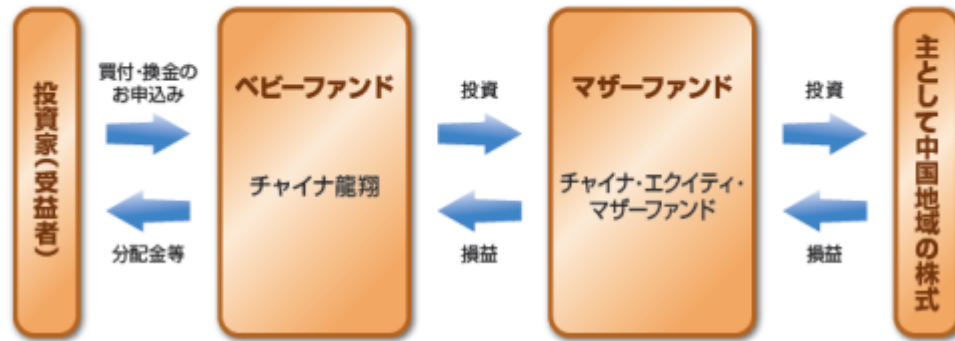 投資家(受益者)
買付・換金の
お申込み
分配金等
ベビーファンド
チャイナ龍翔
投資
損益
マザーファンド
チャイナ・エクイティ・
マザーファンド
投資
損益
主として中国地域の株式